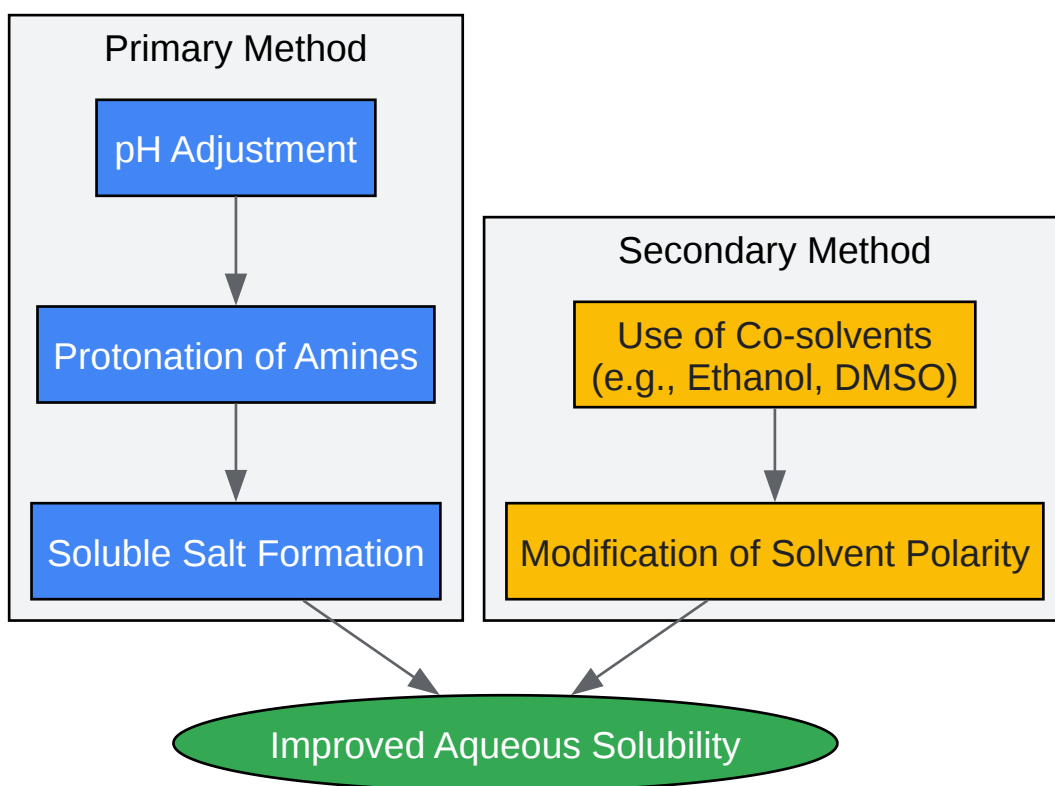 Primary Method
pH Adjustment
Protonation of Amines
Soluble Salt Formation
Secondary Method
Use of Co-solvents
(e.g., Ethanol, DMSO)
Modification of Solvent Polarity
Improved Aqueous Solubility